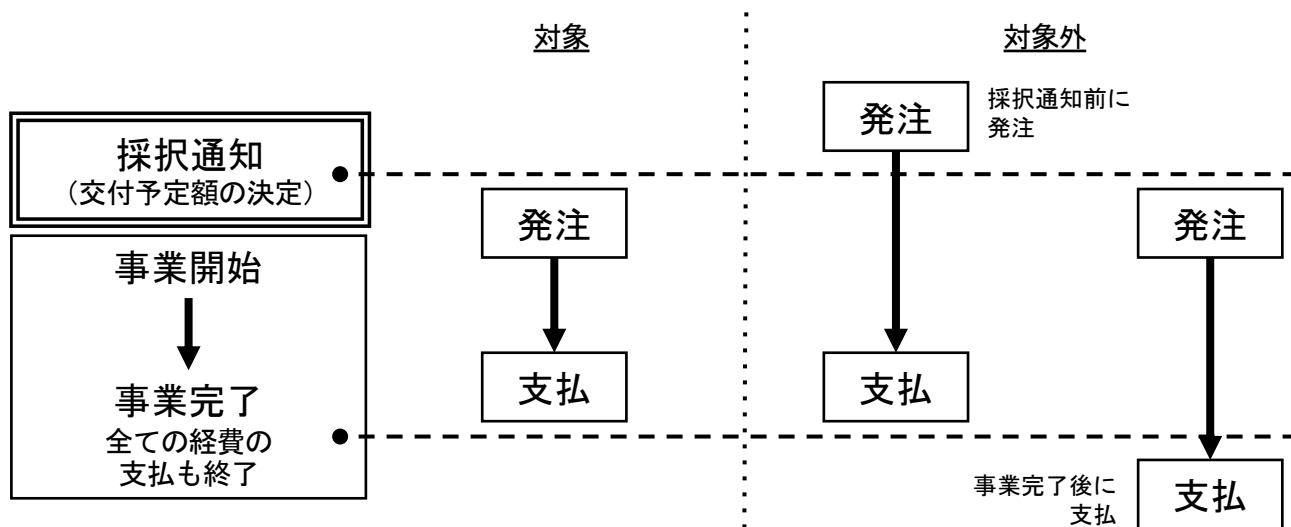 対象
対象外
採択通知
（交付予定額の決定）
事業開始
事業完了
全ての経費の
支払も終了
発注
支払
発注
採択通知前に
発注
支払
発注
事業完了後に
支払
支払